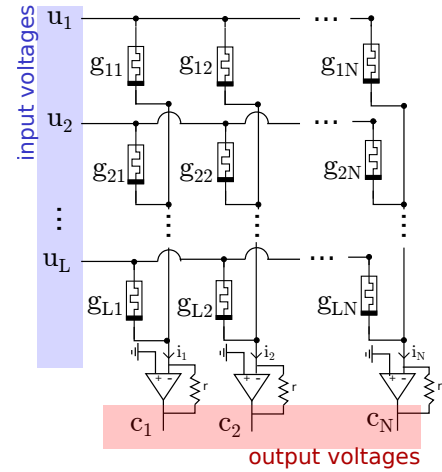 input voltages
u1 ...
g11 g12 g1N
u2 ...
g21 g22 g2N
... ... ... ...
uL ...
gL1 gL2 gLN
i1 i2 iN
+ - r + - r + - r
c1 c2 cN
output voltages